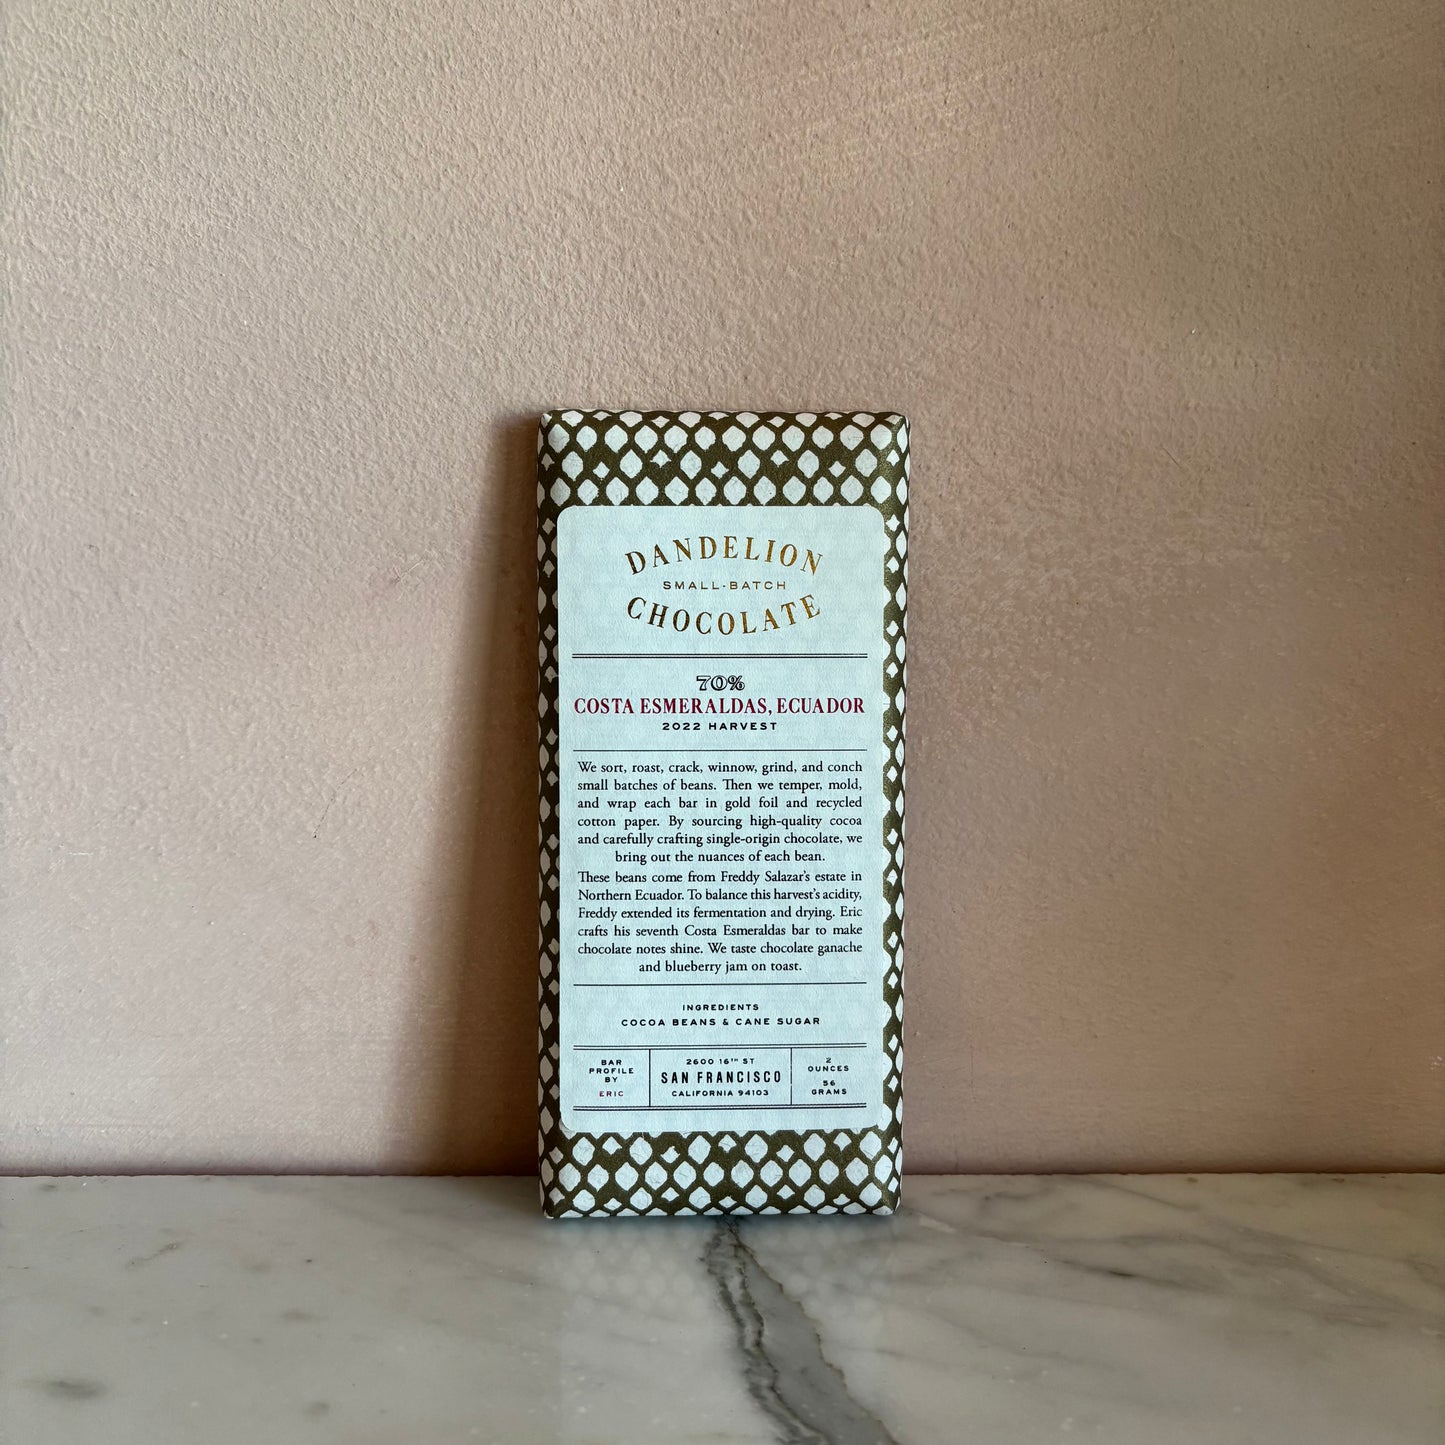 DANDELION
SMALL-BATCH
CHOCOLATE
70%
COSTA ESMERALDAS, ECUADOR
2022 HARVEST
We sort, roast, crack, winnow, grind, and conch
small batches of beans. Then we temper, mold,
and wrap each bar in gold foil and recycled
cotton paper. By sourcing high-quality cocoa
and carefully crafting single-origin chocolate, we
bring out the nuances of each bean.
These beans come from Freddy Salazar's estate in
Northern Ecuador. To balance this harvest's acidity,
Freddy extended its fermentation and drying. Eric
crafts his seventh Costa Esmeraldas bar to make
chocolate notes shine. We taste chocolate ganache
and blueberry jam on toast.
INGREDIENTS
COCOA BEANS & CANE SUGAR
BAR
PROFILE
BY
ERIC
2600 16TH ST
SAN FRANCISCO
CALIFORNIA 94103
2
OUNCES
56
GRAMS